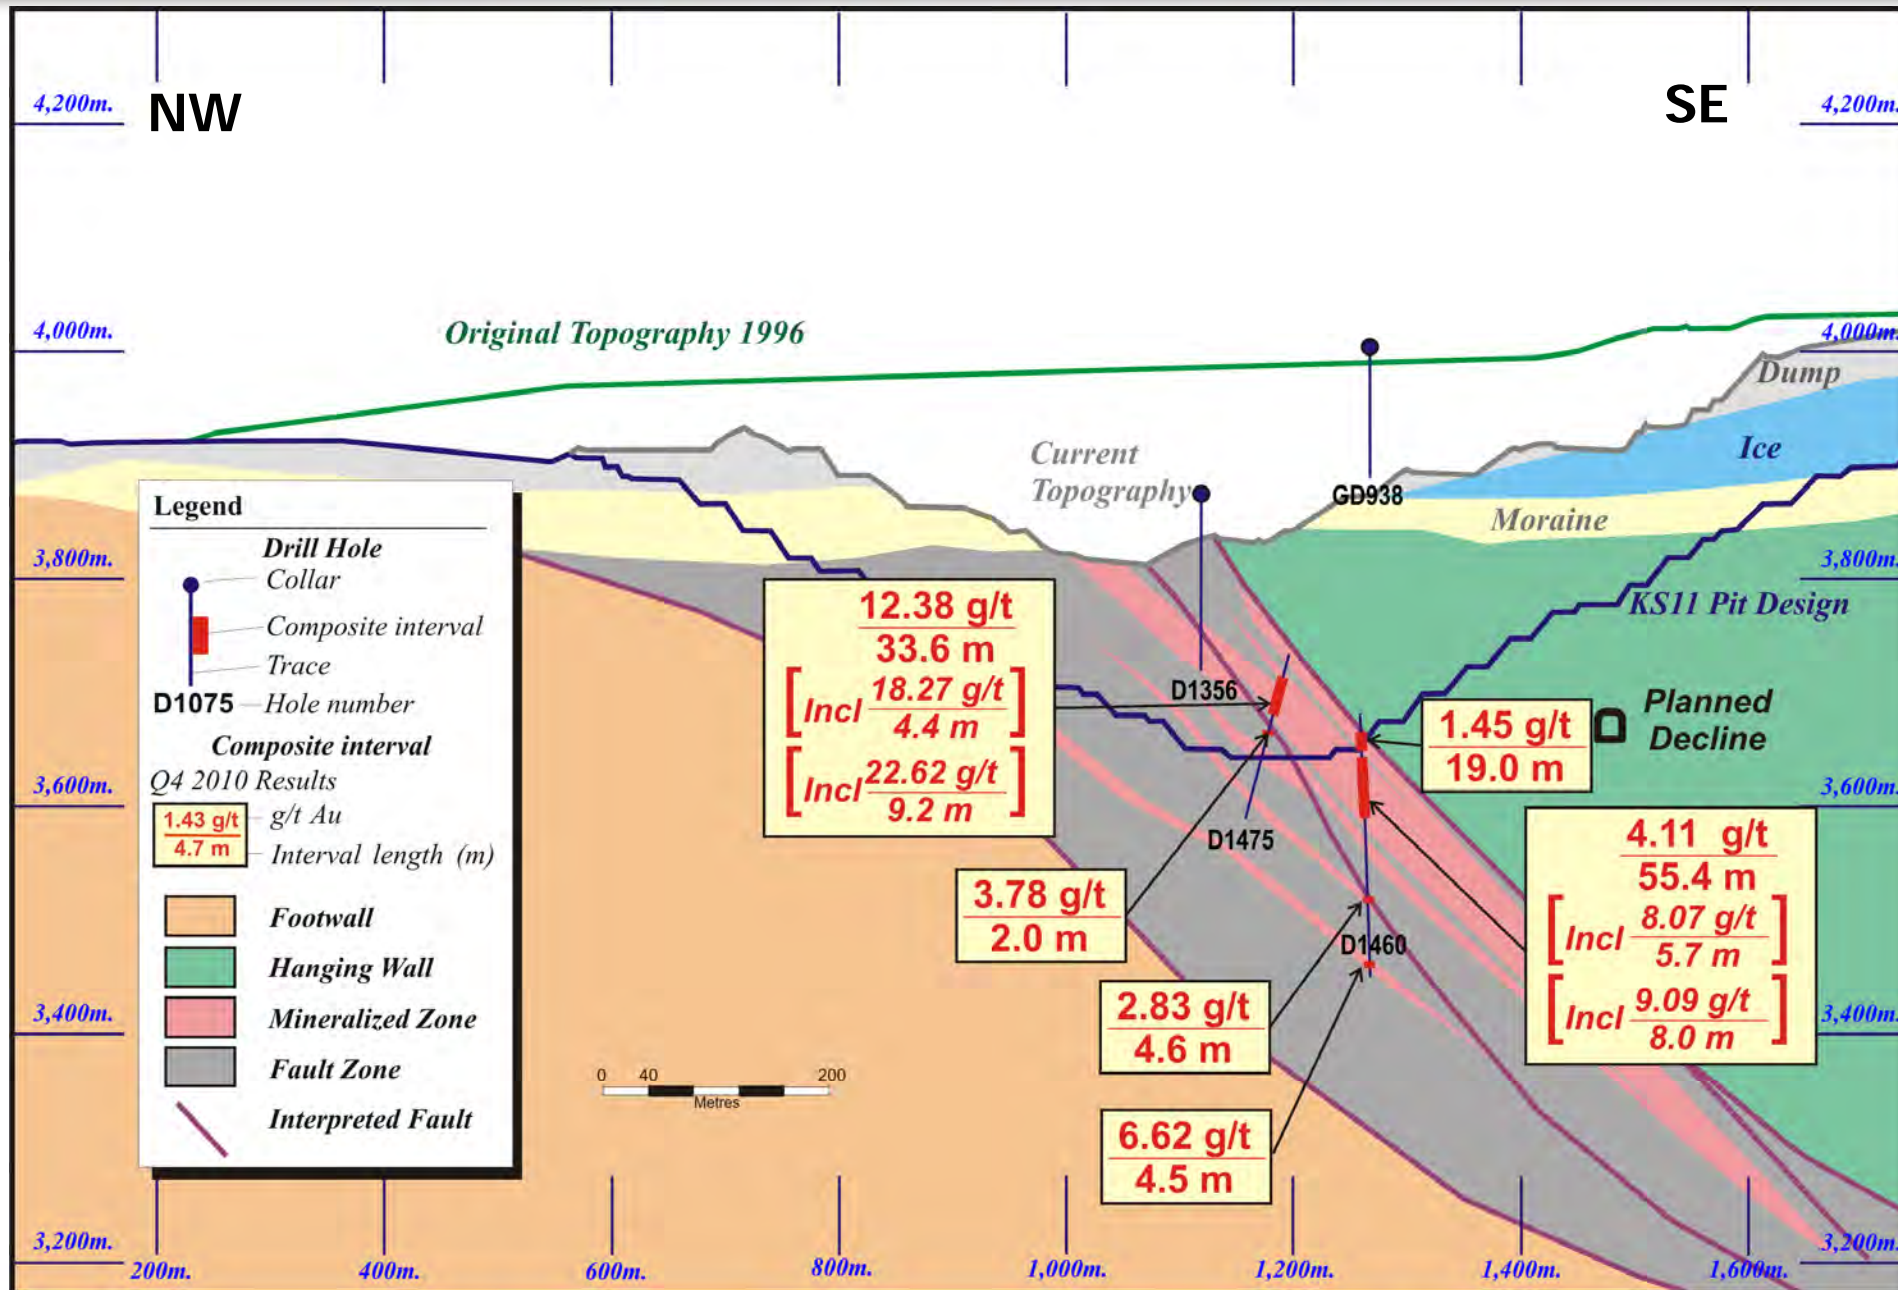 4,200m.
NW
SE
4,200m.
4,000m.
Original Topography 1996
4,000m.
Dump
Current
Topography
GD938
Ice
Moraine
3,800m.
3,800m.
KS11 Pit Design
Legend
Drill Hole
Collar
Composite interval
Trace
D1075
Hole number
Composite interval
Q4 2010 Results
1.43 g/t
4.7 m
g/t Au
Interval length (m)
Footwall
Hanging Wall
Mineralized Zone
Fault Zone
Interpreted Fault
12.38 g/t
33.6 m
Incl 18.27 g/t
4.4 m
Incl 22.62 g/t
9.2 m
D1356
D1475
1.45 g/t
19.0 m
Planned
Decline
3,600m.
3,600m.
3.78 g/t
2.0 m
D1460
4.11 g/t
55.4 m
Incl 8.07 g/t
5.7 m
Incl 9.09 g/t
8.0 m
2.83 g/t
4.6 m
3,400m.
3,400m.
0 40 200
Metres
6.62 g/t
4.5 m
3,200m.
3,200m.
200m. 400m. 600m. 800m. 1,000m. 1,200m. 1,400m. 1,600m.